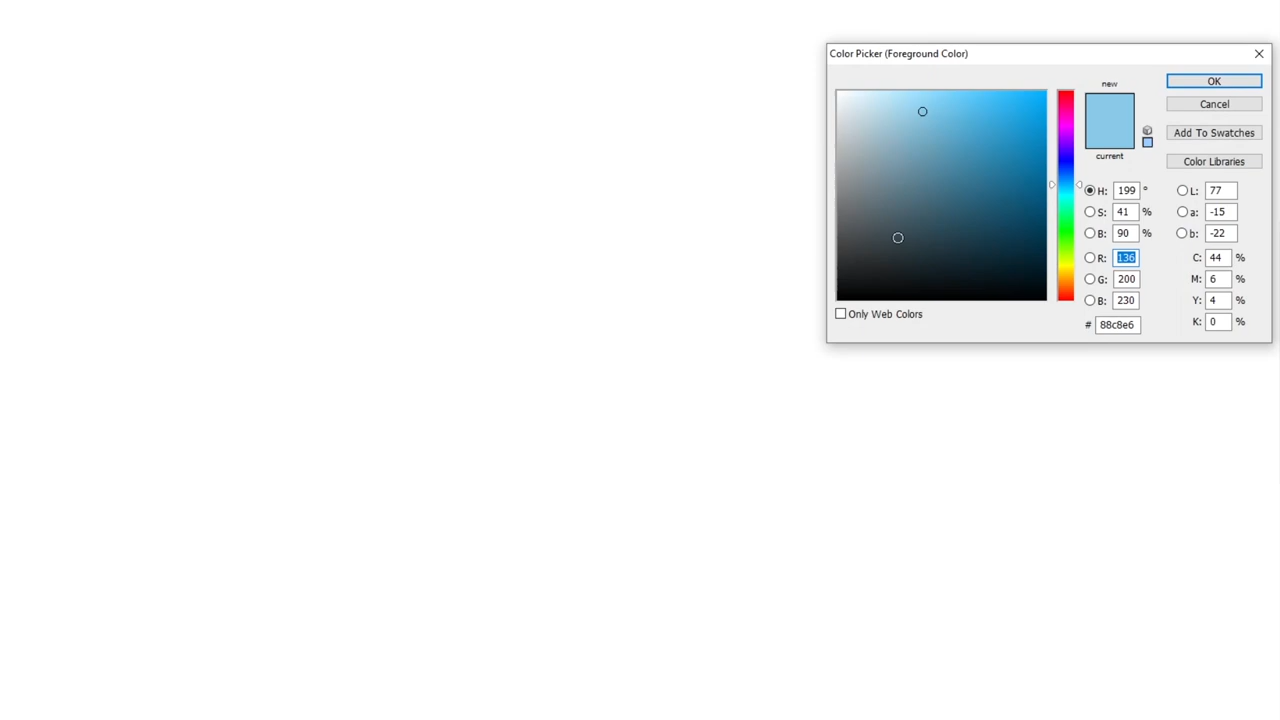 Color Picker (Foreground Color)
new
OK
Cancel
Add To Swatches
current
Color Libraries
H: 199 ° L: 77
S: 41 % a: -15
B: 90 % b: -22
R: 136 C: 44 %
G: 200 M: 6 %
B: 230 Y: 4 %
Only Web Colors
# 88c8e6 K: 0 %